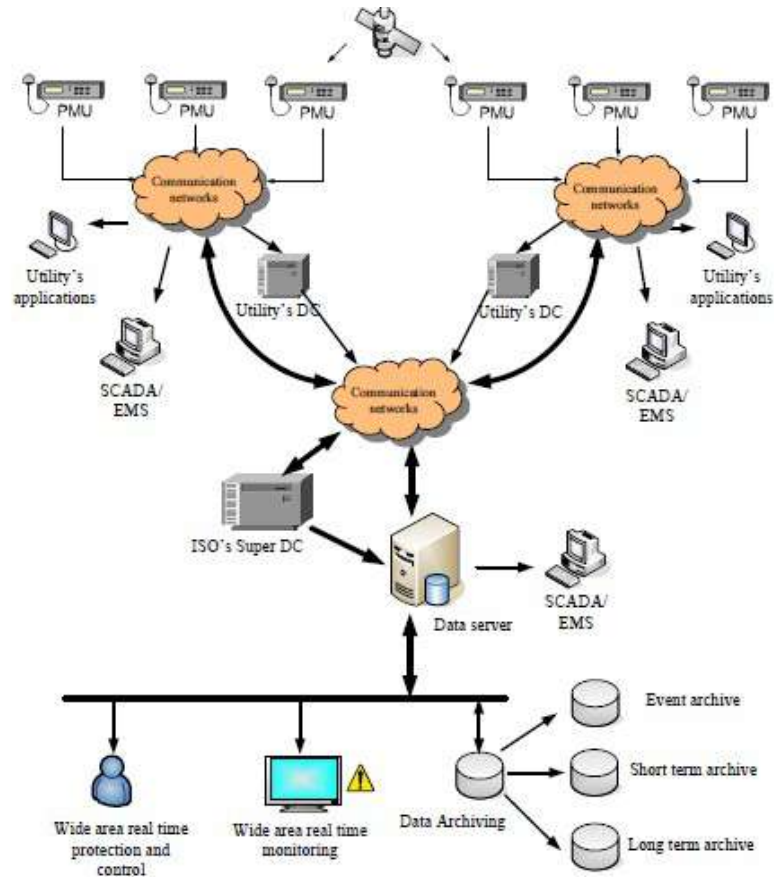 PMU
PMU
PMU
PMU
PMU
PMU
Communication
networks
Communication
networks
Utility's
applications
Utility's DC
Utility's DC
Utility's
applications
SCADA/
EMS
Communication
networks
SCADA/
EMS
ISO's Super DC
Data server
SCADA/
EMS
Event archive
Short term archive
Long term archive
Data Archiving
Wide area real time
protection and
control
Wide area real time
monitoring